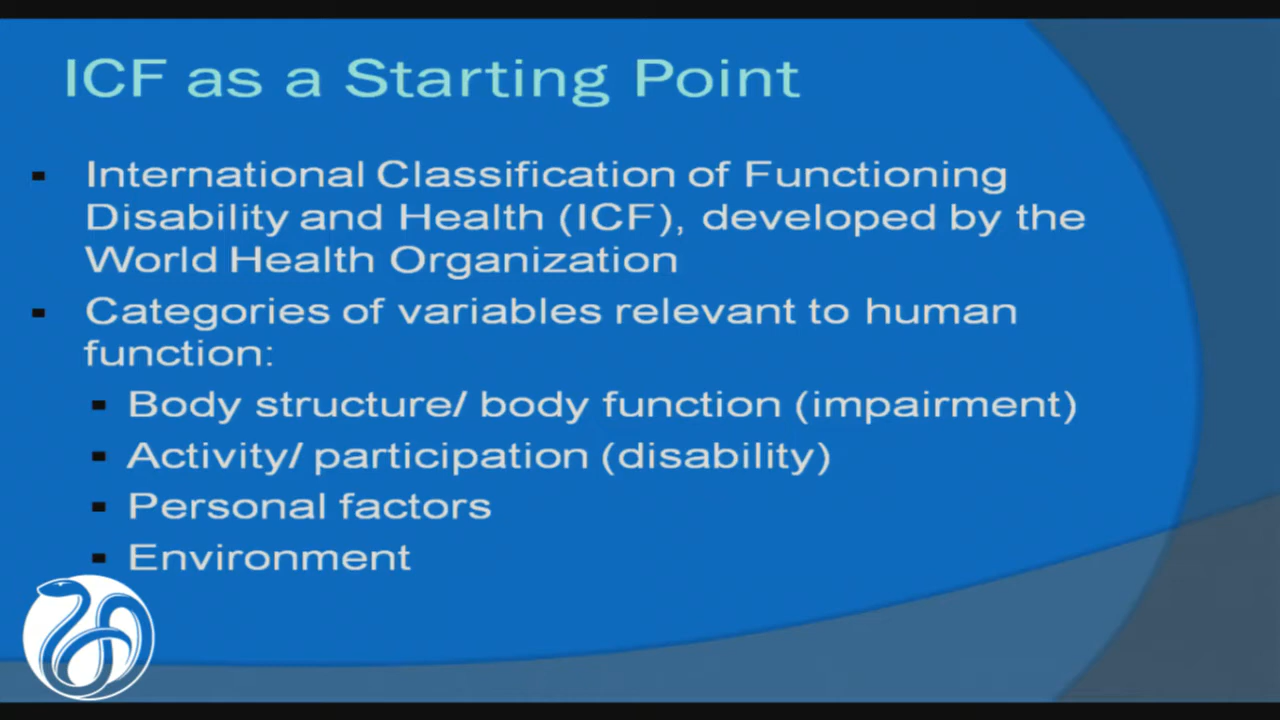 ICF as a Starting Point
International Classification of Functioning
Disability and Health (ICF), developed by the
World Health Organization
Categories of variables relevant to human
function:
Body structure/ body function (impairment)
Activity/ participation (disability)
Personal factors
Environment